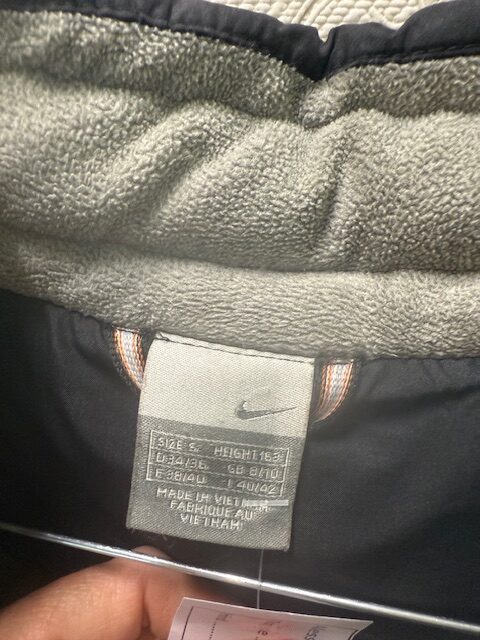 SIZE S. HEIGHT 163
D 34/36 GB 8/10
F 38/40 I 40/42
MADE IN VIETNAM
FABRIQUE AU
VIETNAM